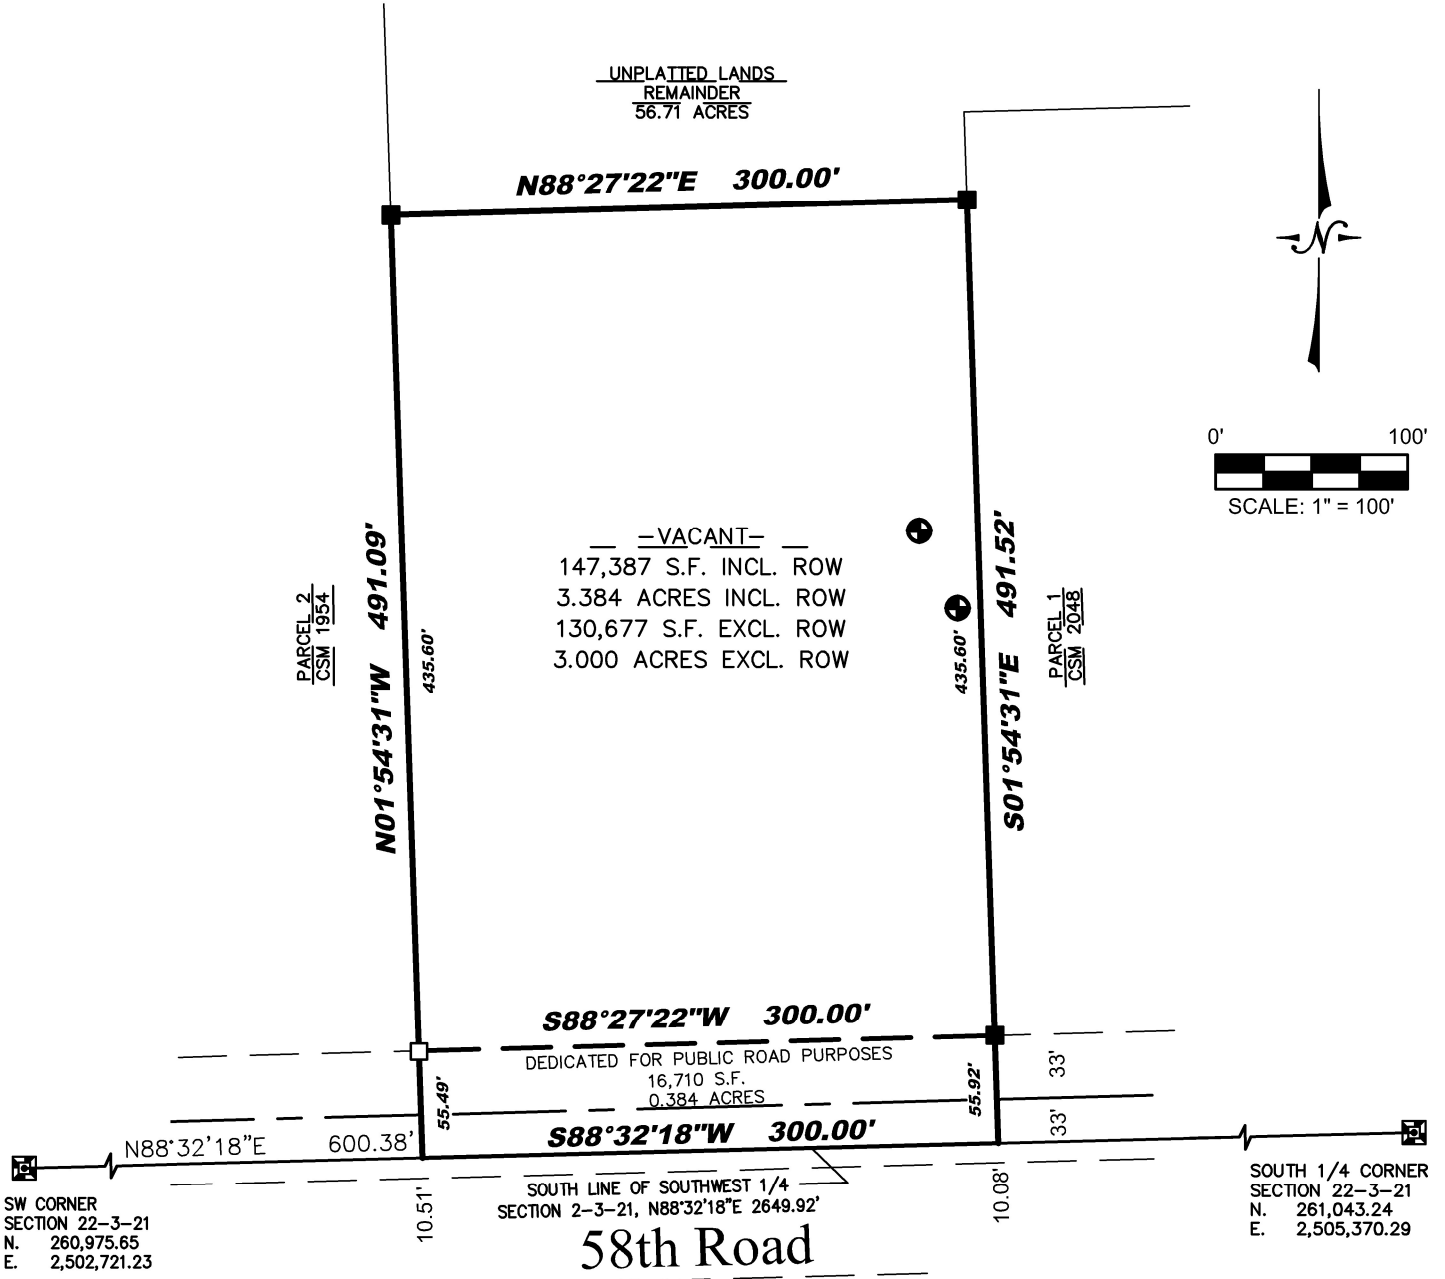 UNPLATTED LANDS
REMAINDER
56.71 ACRES
N88°27'22"E 300.00'
N
0' 100'
SCALE: 1" = 100'
N01°54'31"W 491.09'
435.60'
PARCEL 2
CSM 1954
-VACANT-
147,387 S.F. INCL. ROW
3.384 ACRES INCL. ROW
130,677 S.F. EXCL. ROW
3.000 ACRES EXCL. ROW
435.60'
S01°54'31"E 491.52'
PARCEL 1
CSM 2048
S88°27'22"W 300.00'
DEDICATED FOR PUBLIC ROAD PURPOSES
16,710 S.F.
0.384 ACRES
55.49'
55.92'
33'
33'
N88°32'18"E 600.38'
S88°32'18"W 300.00'
SW CORNER
SECTION 22-3-21
N. 260,975.65
E. 2,502,721.23
10.51'
SOUTH LINE OF SOUTHWEST 1/4
SECTION 2-3-21, N88°32'18"E 2649.92'
10.08'
SOUTH 1/4 CORNER
SECTION 22-3-21
N. 261,043.24
E. 2,505,370.29
58th Road